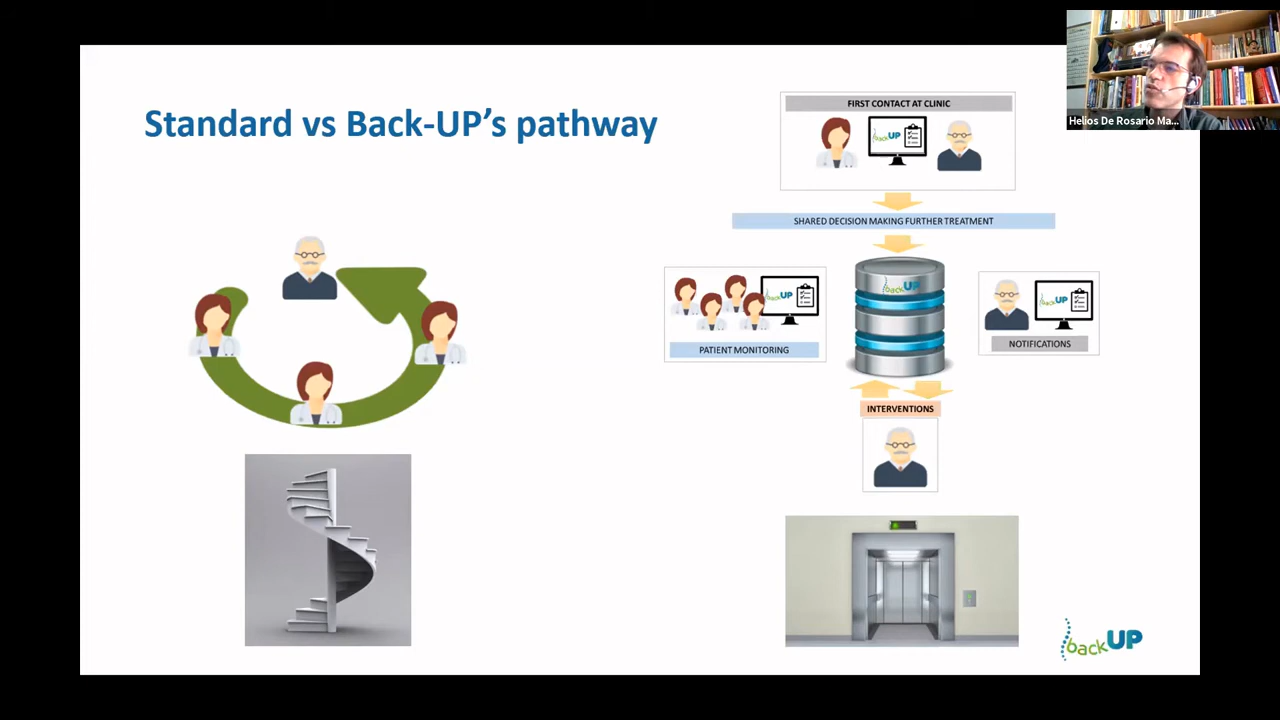 Standard vs Back-UP's pathway
FIRST CONTACT AT CLINIC
backUP
SHARED DECISION MAKING FURTHER TREATMENT
backUP
backUP
PATIENT MONITORING
backUP
NOTIFICATIONS
INTERVENTIONS
backUP
Helios De Rosario Ma...